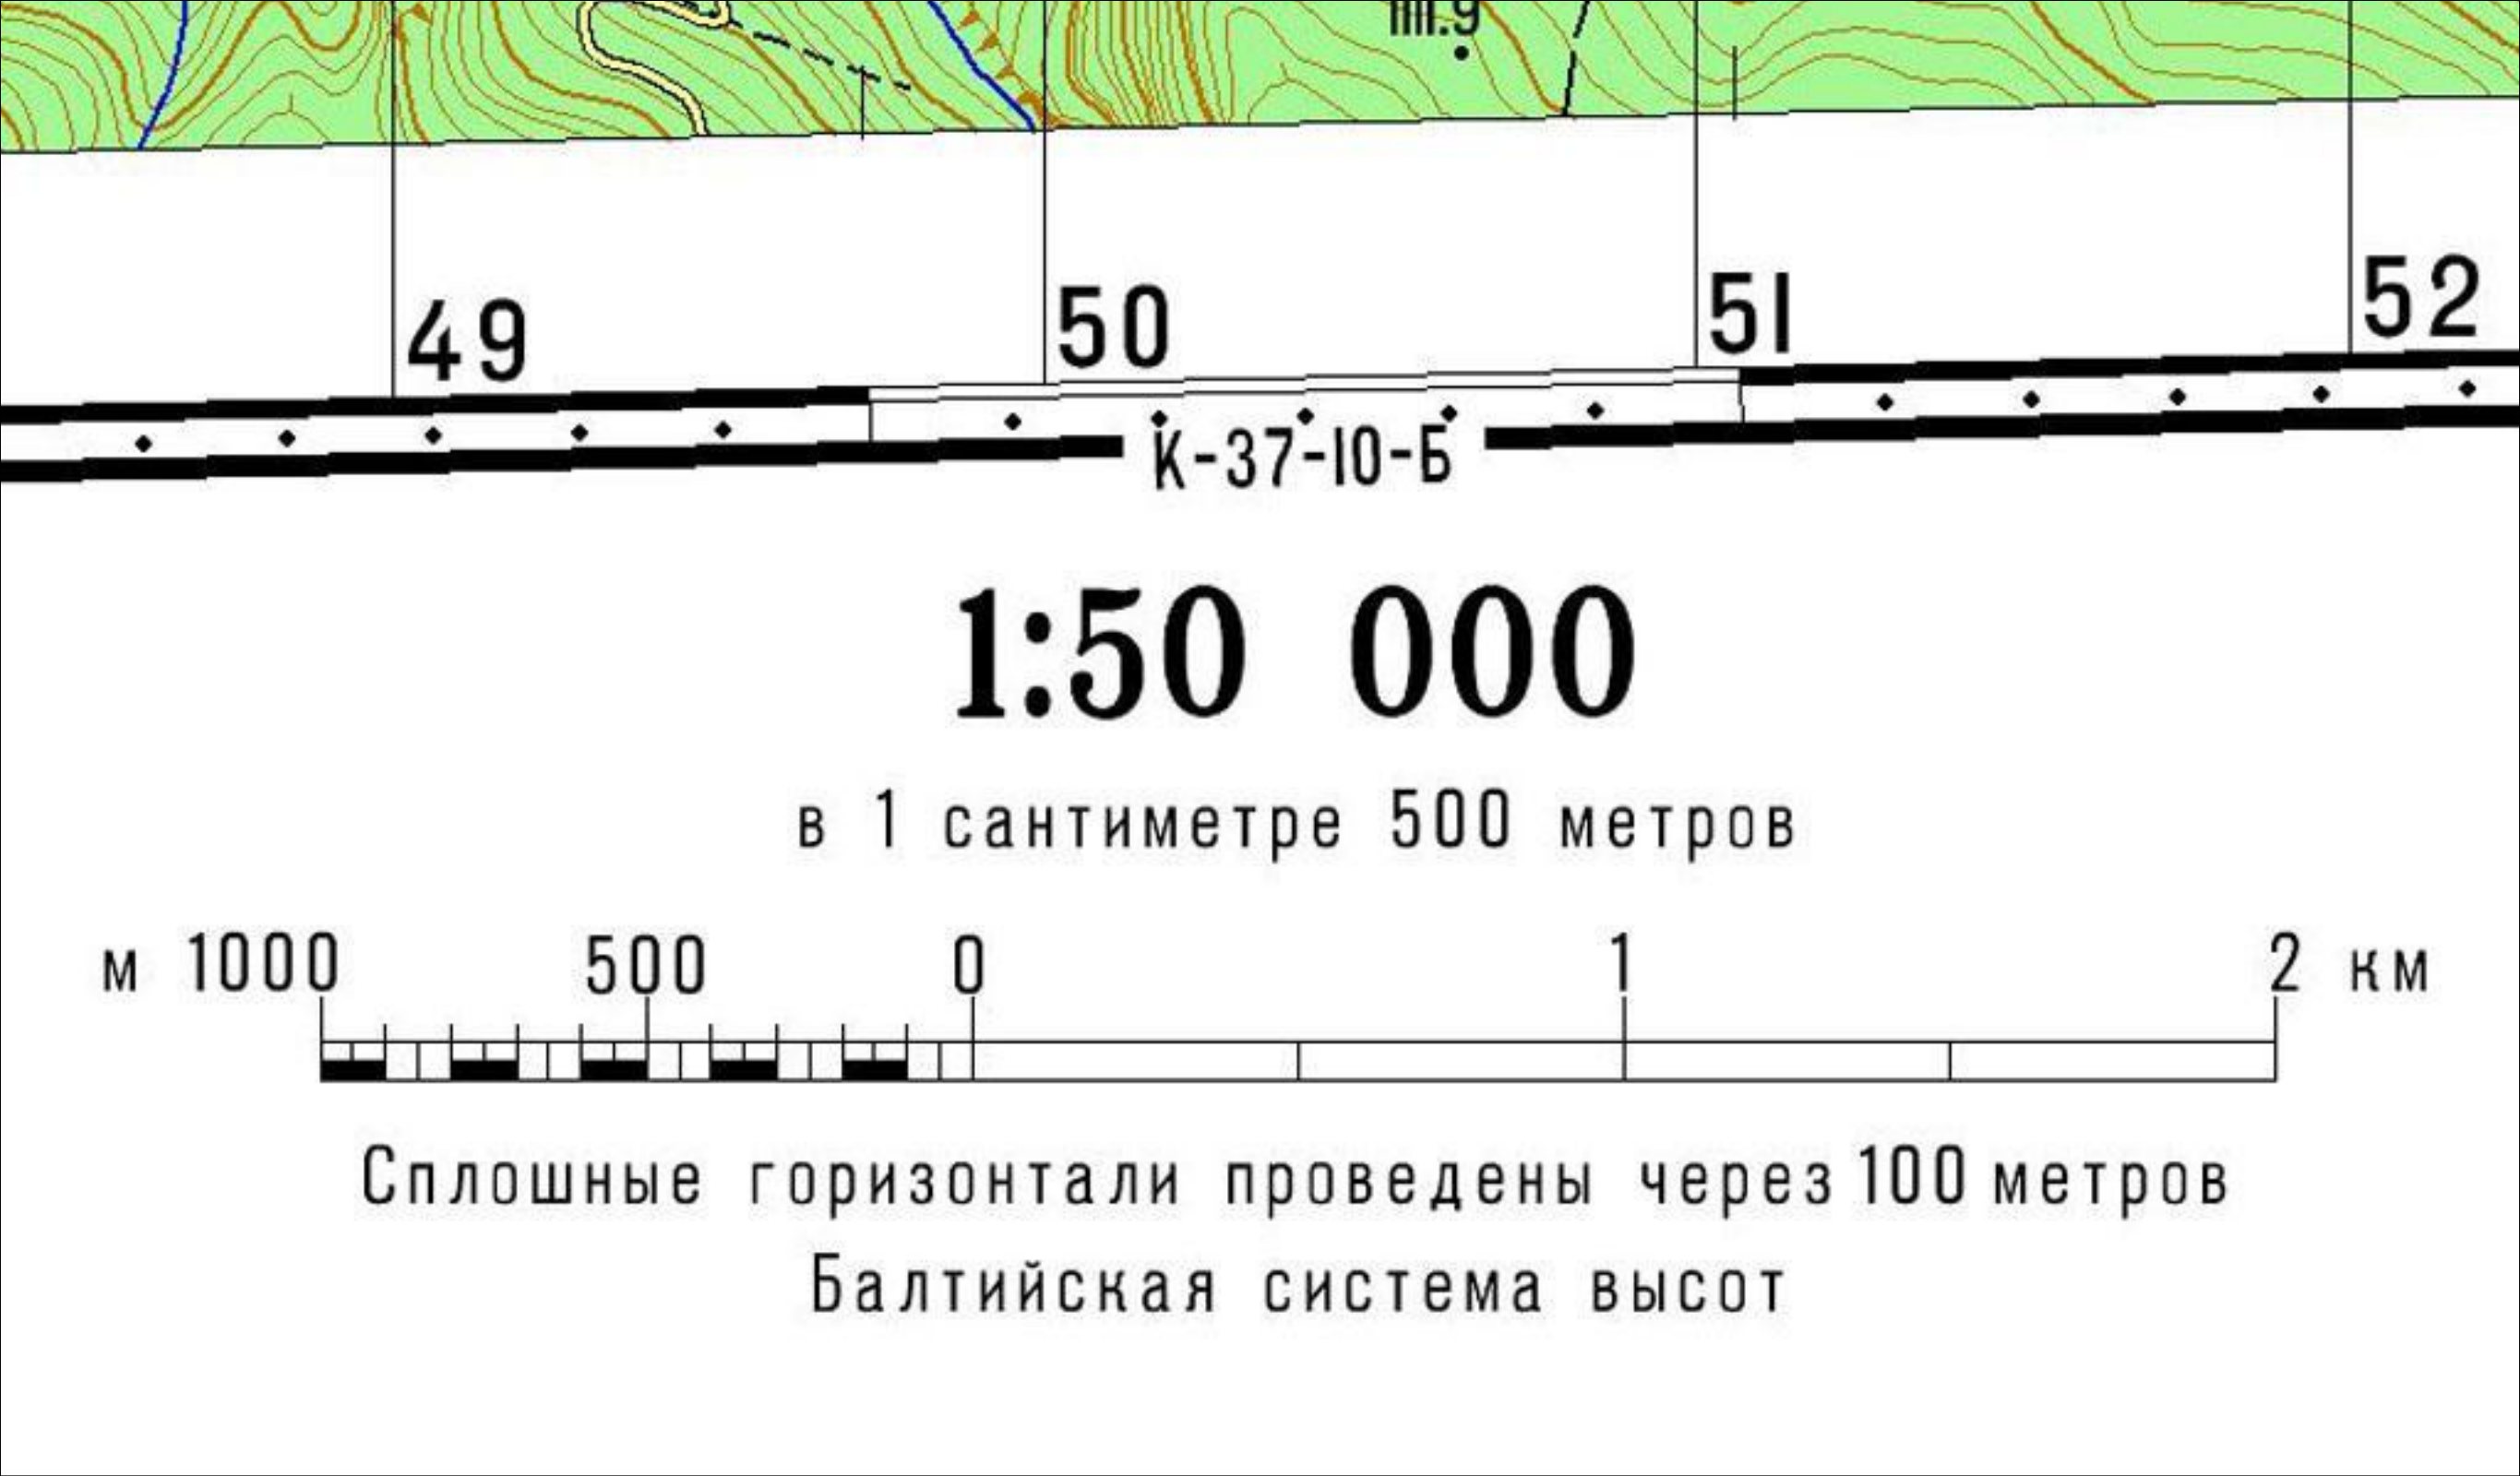 49 50 51 52
К-37-10-Б
1:50 000
в 1 сантиметре 500 метров
м 1000 500 0 1 2 км
Сплошные горизонтали проведены через 100 метров
Балтийская система высот